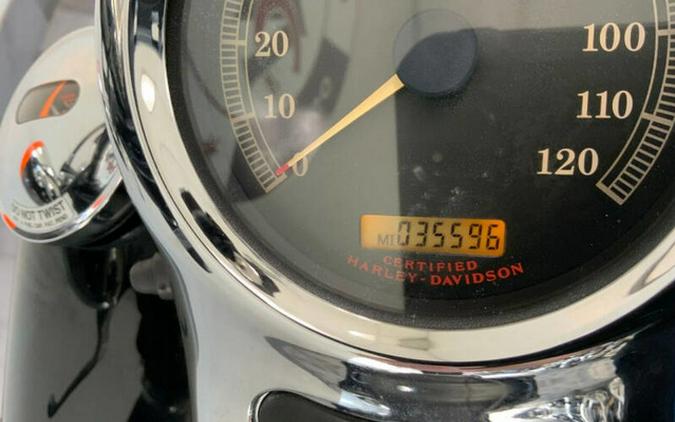 20
10
0
100
110
120
MI 035596
CERTIFIED
HARLEY-DAVIDSON
DO NOT TWIST